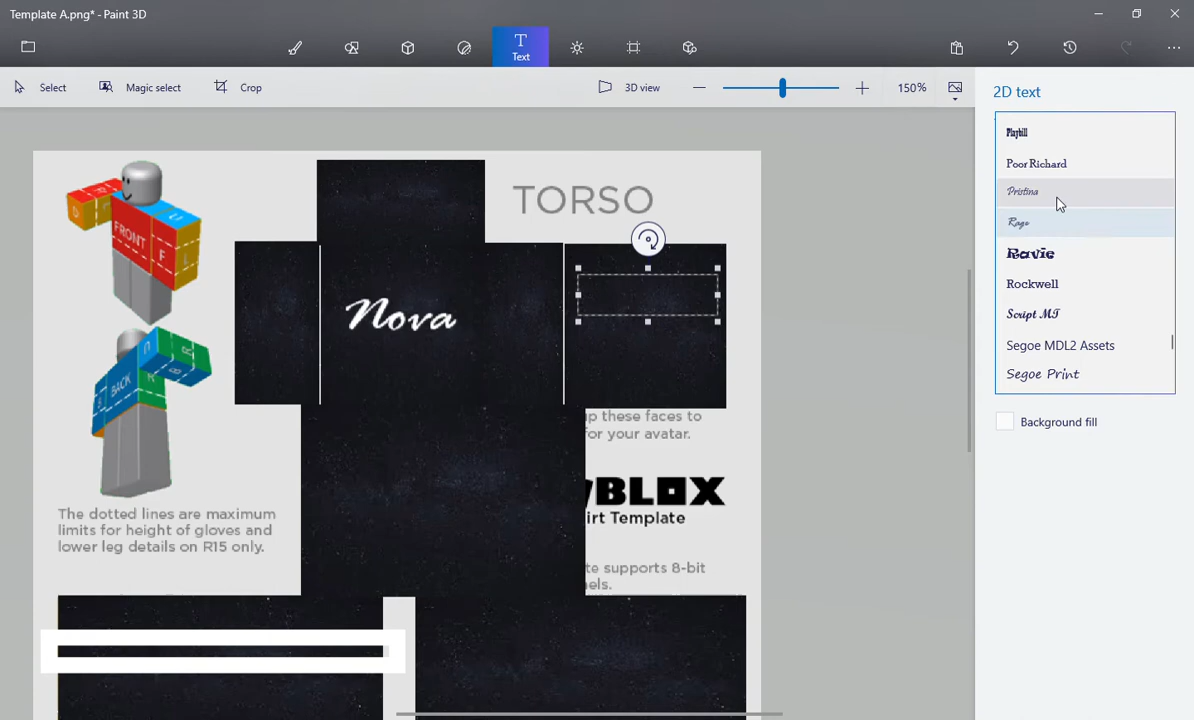 Template A.png* - Paint 3D
Text
Select
Magic select
Crop
3D view
150%
2D text
Playbill
Poor Richard
Pristina
Rage
Ravie
Rockwell
Script MT
Segoe MDL2 Assets
Segoe Print
Background fill
TORSO
FRONT
F
L
U
D
Nova
BACK
R
U
B
up these faces to
for your avatar.
BLOX
irt Template
The dotted lines are maximum
limits for height of gloves and
lower leg details on R15 only.
te supports 8-bit
nels.